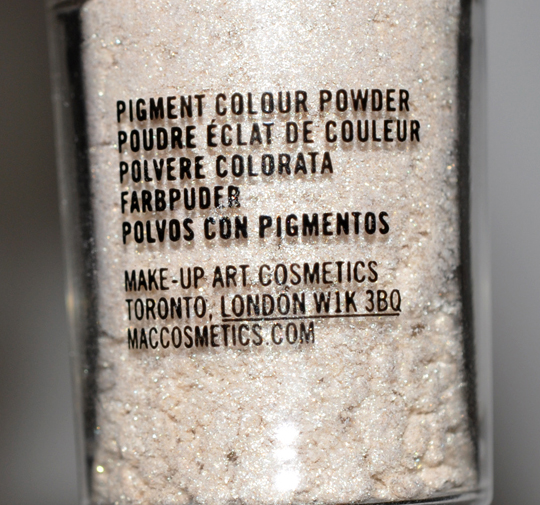 PIGMENT COLOUR POWDER
POUDRE ÉCLAT DE COULEUR
POLVERE COLORATA
FARBPUDER
POLVOS CON PIGMENTOS
MAKE-UP ART COSMETICS
TORONTO, LONDON W1K 3BQ
MACCOSMETICS.COM